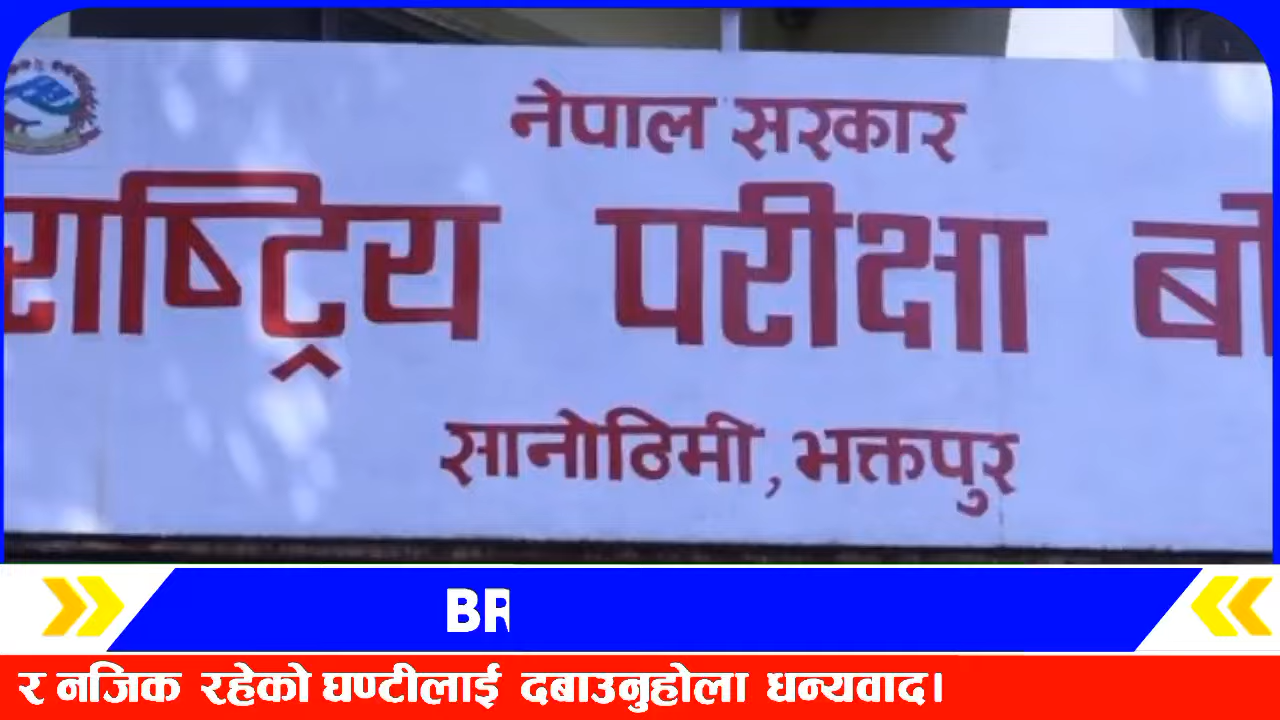 नेपाल सरकार
राष्ट्रिय परीक्षा बो
सानोठिमी, भक्तपुर
BR
र नजिक रहेको घण्टीलाई दबाउनुहोला धन्यवाद।